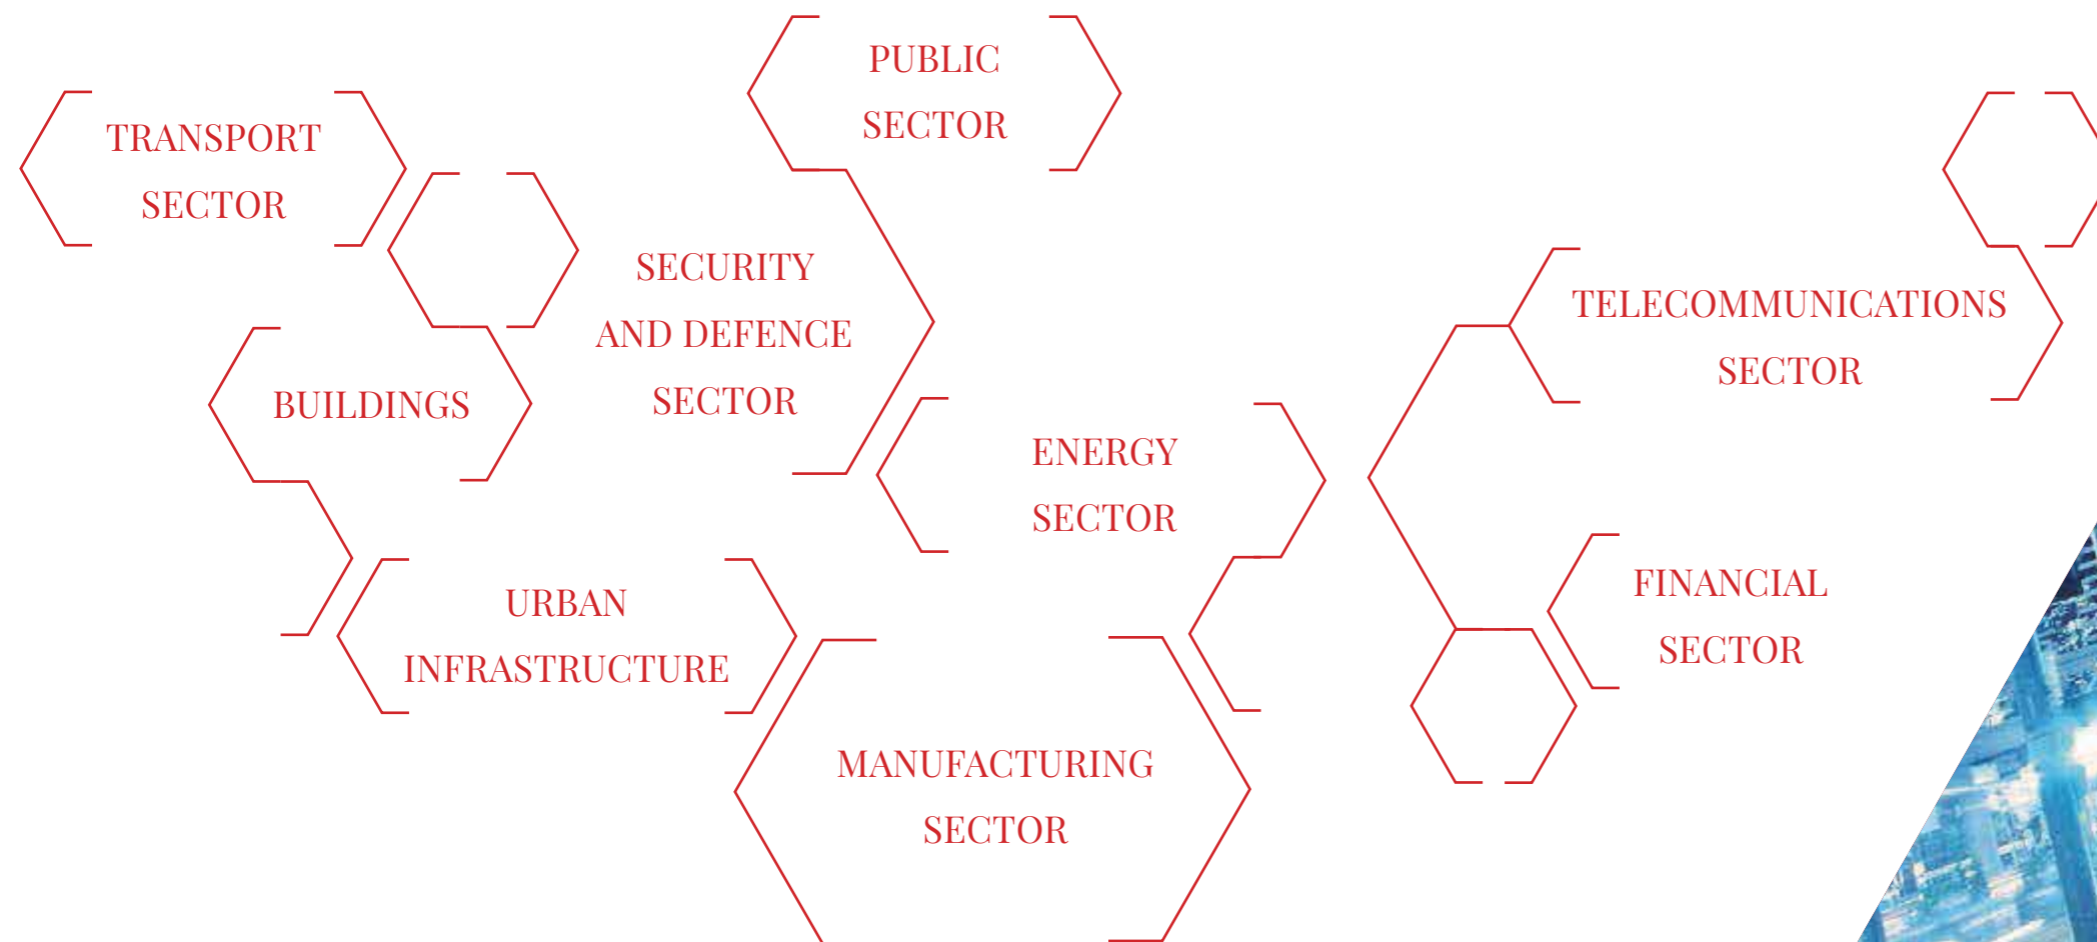 PUBLIC
SECTOR
TRANSPORT
SECTOR
SECURITY
AND DEFENCE
SECTOR
TELECOMMUNICATIONS
SECTOR
BUILDINGS
ENERGY
SECTOR
URBAN
INFRASTRUCTURE
FINANCIAL
SECTOR
MANUFACTURING
SECTOR